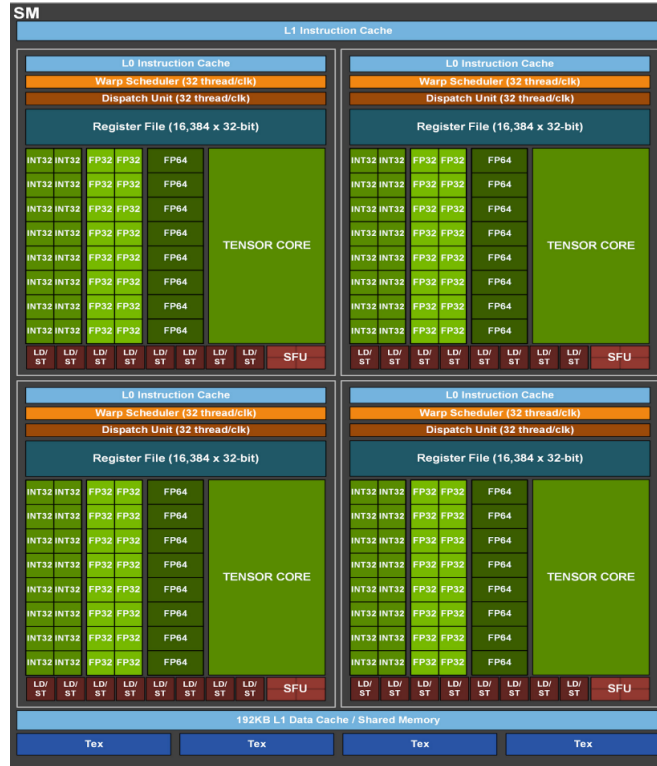 SM
L1 Instruction Cache
L0 Instruction Cache
Warp Scheduler (32 thread/clk)
Dispatch Unit (32 thread/clk)
Register File (16,384 x 32-bit)
INT32 INT32 FP32 FP32 FP64
INT32 INT32 FP32 FP32 FP64
INT32 INT32 FP32 FP32 FP64
INT32 INT32 FP32 FP32 FP64
INT32 INT32 FP32 FP32 FP64
INT32 INT32 FP32 FP32 FP64
INT32 INT32 FP32 FP32 FP64
INT32 INT32 FP32 FP32 FP64
TENSOR CORE
LD/ LD/ LD/ LD/ LD/ LD/ LD/ LD/
ST ST ST ST ST ST ST ST
SFU
L0 Instruction Cache
Warp Scheduler (32 thread/clk)
Dispatch Unit (32 thread/clk)
Register File (16,384 x 32-bit)
INT32 INT32 FP32 FP32 FP64
INT32 INT32 FP32 FP32 FP64
INT32 INT32 FP32 FP32 FP64
INT32 INT32 FP32 FP32 FP64
INT32 INT32 FP32 FP32 FP64
INT32 INT32 FP32 FP32 FP64
INT32 INT32 FP32 FP32 FP64
INT32 INT32 FP32 FP32 FP64
TENSOR CORE
LD/ LD/ LD/ LD/ LD/ LD/ LD/ LD/
ST ST ST ST ST ST ST ST
SFU
L0 Instruction Cache
Warp Scheduler (32 thread/clk)
Dispatch Unit (32 thread/clk)
Register File (16,384 x 32-bit)
INT32 INT32 FP32 FP32 FP64
INT32 INT32 FP32 FP32 FP64
INT32 INT32 FP32 FP32 FP64
INT32 INT32 FP32 FP32 FP64
INT32 INT32 FP32 FP32 FP64
INT32 INT32 FP32 FP32 FP64
INT32 INT32 FP32 FP32 FP64
INT32 INT32 FP32 FP32 FP64
TENSOR CORE
LD/ LD/ LD/ LD/ LD/ LD/ LD/ LD/
ST ST ST ST ST ST ST ST
SFU
L0 Instruction Cache
Warp Scheduler (32 thread/clk)
Dispatch Unit (32 thread/clk)
Register File (16,384 x 32-bit)
INT32 INT32 FP32 FP32 FP64
INT32 INT32 FP32 FP32 FP64
INT32 INT32 FP32 FP32 FP64
INT32 INT32 FP32 FP32 FP64
INT32 INT32 FP32 FP32 FP64
INT32 INT32 FP32 FP32 FP64
INT32 INT32 FP32 FP32 FP64
INT32 INT32 FP32 FP32 FP64
TENSOR CORE
LD/ LD/ LD/ LD/ LD/ LD/ LD/ LD/
ST ST ST ST ST ST ST ST
SFU
192KB L1 Data Cache / Shared Memory
Tex Tex Tex Tex